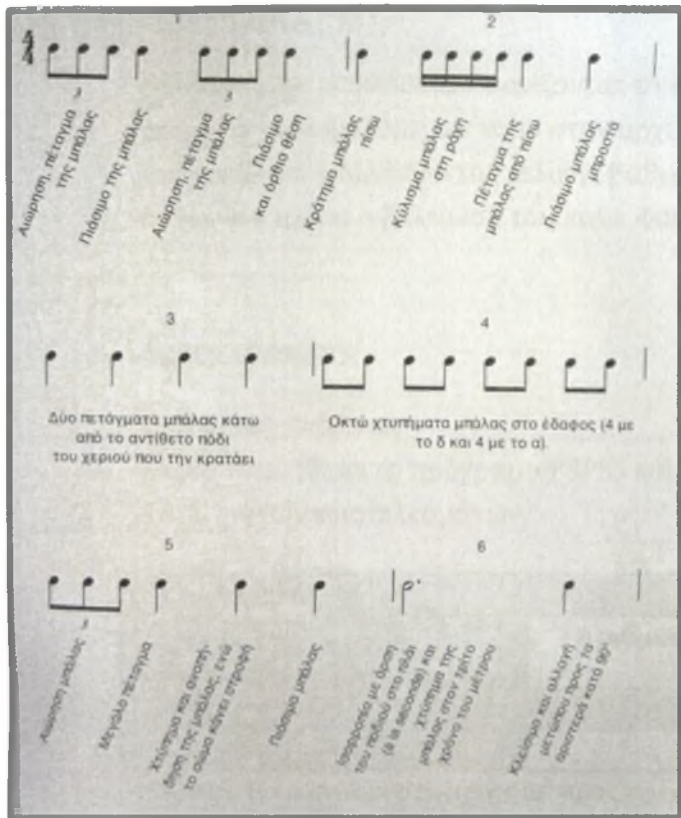 1
2
4
4
3
3
Αιώρηση, πέταγμα
της μπάλας
Πιάσιμο της μπάλας
Αιώρηση, πέταγμα
της μπάλας
Πιάσιμο
και όρθια θέση
Κράτημα μπάλας
πίσω
Κύλισμα μπάλας
στη ράχη
Πέταγμα της
μπάλας από πίσω
Πιάσιμο μπάλας
μπροστά
3
4
Δύο πετάγματα μπάλας κάτω
από το αντίθετο πόδι
του χεριού που την κρατάει
Οκτώ χτυπήματα μπάλας στο έδαφος (4 με
το δ και 4 με το α).
5
6
3
Αιώρηση μπάλας
Μεγάλο πέταγμα
Χτύπημα και αναπή-
δηση της μπάλας, ενώ
το σώμα κάνει στροφή
Πιάσιμο μπάλας
Ισορροπία με άρση
του ποδιού στο πλάι
(à la seconde) και
χτύπημα της
μπάλας στον τρίτο
χρόνο του μέτρου
Κλείσιμο και αλλαγή
μετώπου προς τα
αριστερά κατά 90°